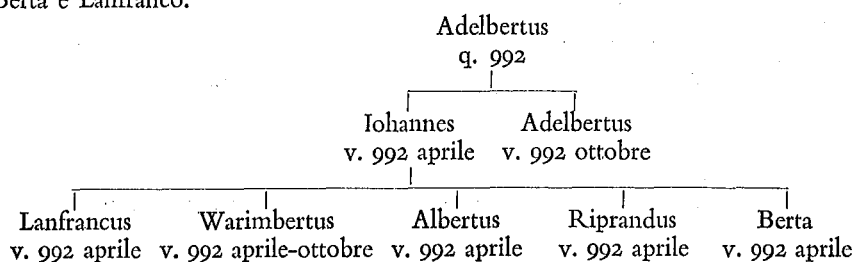 Berta e Lanfranco.
Adelbertus
q. 992
Iohannes Adelbertus
v. 992 aprile v. 992 ottobre
Lanfrancus Warimbertus Albertus Riprandus Berta
v. 992 aprile v. 992 aprile-ottobre v. 992 aprile v. 992 aprile v. 992 aprile